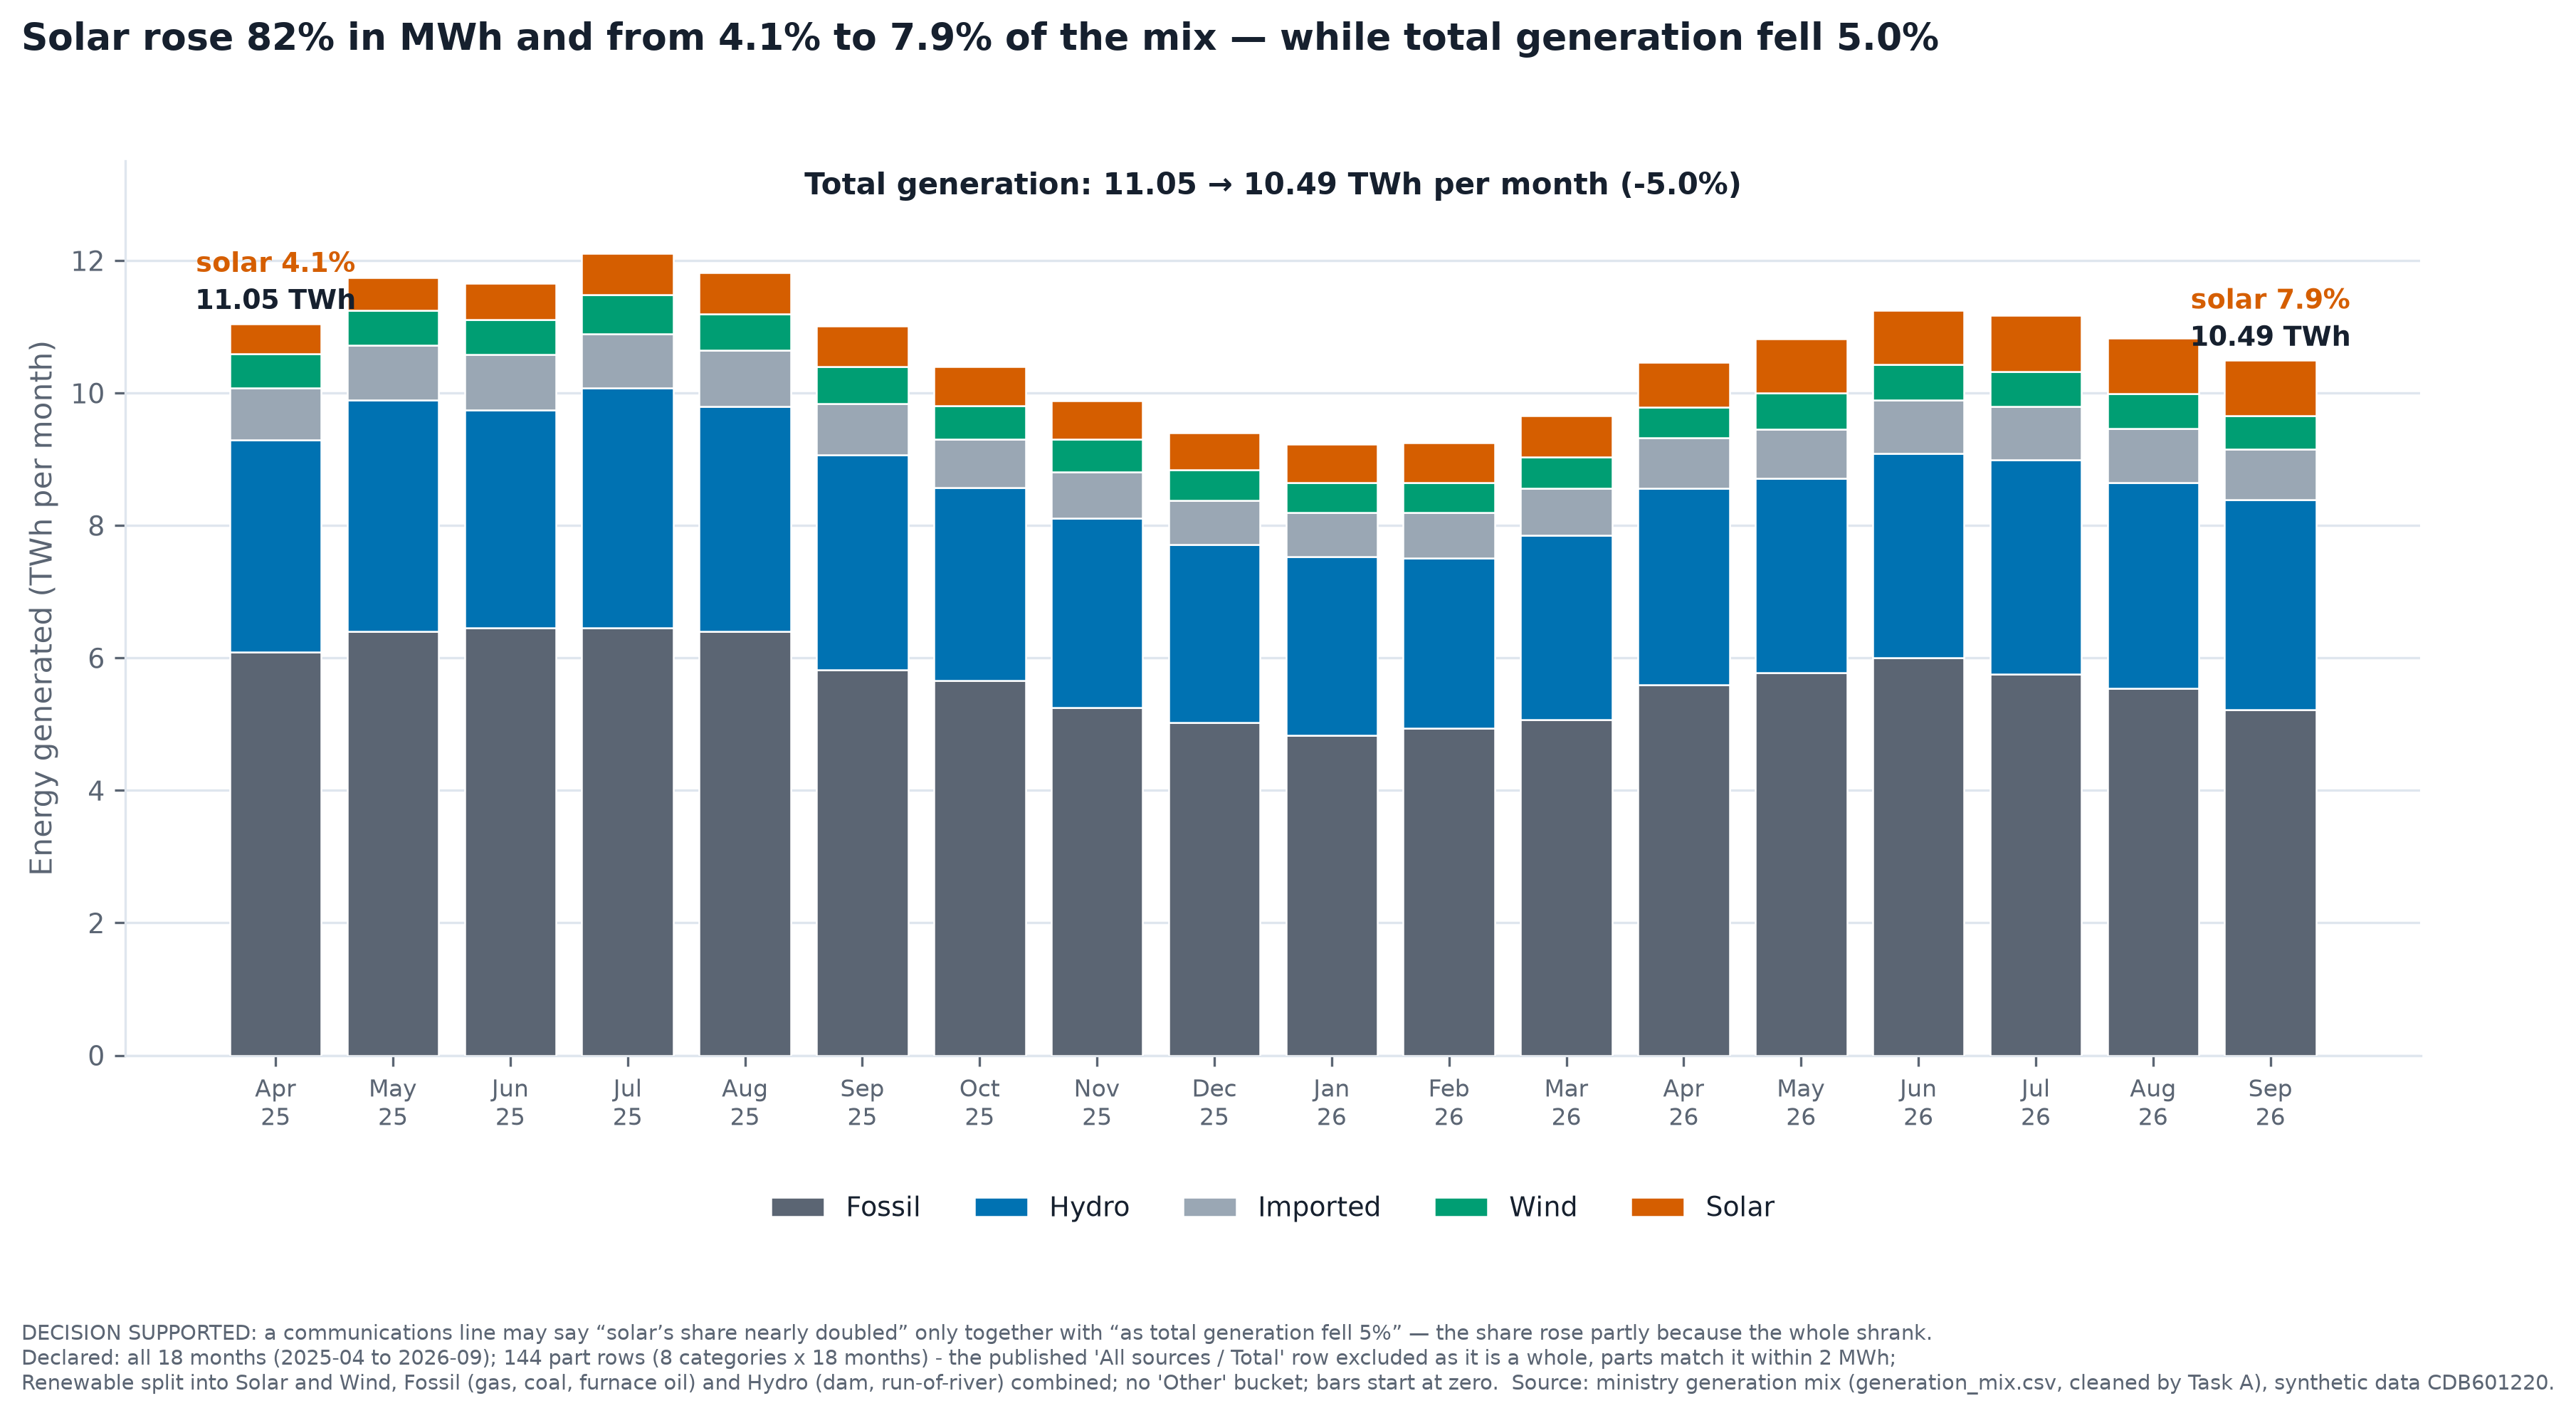 Solar rose 82% in MWh and from 4.1% to 7.9% of the mix — while total generation fell 5.0%
Total generation: 11.05 → 10.49 TWh per month (-5.0%)
solar 4.1%
11.05 TWh
solar 7.9%
10.49 TWh
Energy generated (TWh per month)
12
10
8
6
4
2
0
Apr 25
May 25
Jun 25
Jul 25
Aug 25
Sep 25
Oct 25
Nov 25
Dec 25
Jan 26
Feb 26
Mar 26
Apr 26
May 26
Jun 26
Jul 26
Aug 26
Sep 26
Fossil
Hydro
Imported
Wind
Solar
DECISION SUPPORTED: a communications line may say “solar’s share nearly doubled” only together with “as total generation fell 5%” — the share rose partly because the whole shrank.
Declared: all 18 months (2025-04 to 2026-09); 144 part rows (8 categories x 18 months) - the published 'All sources / Total' row excluded as it is a whole, parts match it within 2 MWh;
Renewable split into Solar and Wind, Fossil (gas, coal, furnace oil) and Hydro (dam, run-of-river) combined; no 'Other' bucket; bars start at zero.  Source: ministry generation mix (generation_mix.csv, cleaned by Task A), synthetic data CDB601220.